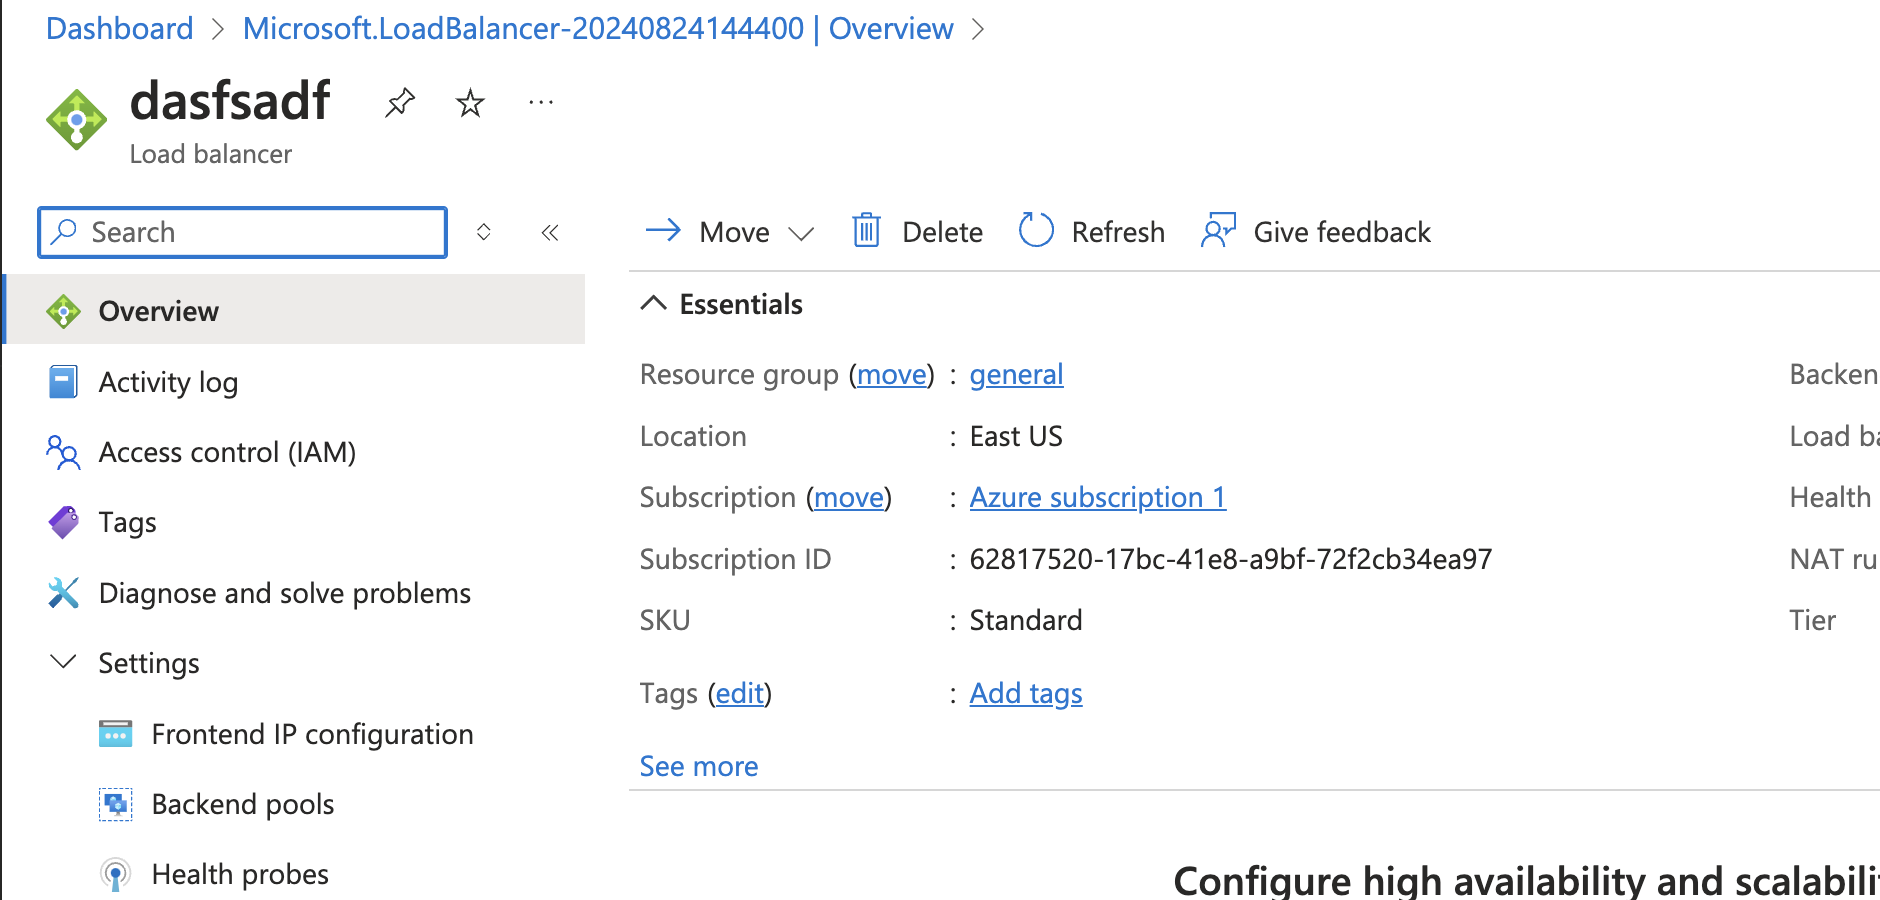 Dashboard > Microsoft.LoadBalancer-20240824144400 | Overview >
dasfsadf
Load balancer
Search
Overview
Activity log
Access control (IAM)
Tags
Diagnose and solve problems
Settings
Frontend IP configuration
Backend pools
Health probes
Move
Delete
Refresh
Give feedback
Essentials
Resource group (move) : general
Location : East US
Subscription (move) : Azure subscription 1
Subscription ID : 62817520-17bc-41e8-a9bf-72f2cb34ea97
SKU : Standard
Tags (edit) : Add tags
See more
Backen
Load ba
Health
NAT ru
Tier
Configure high availability and scalabili